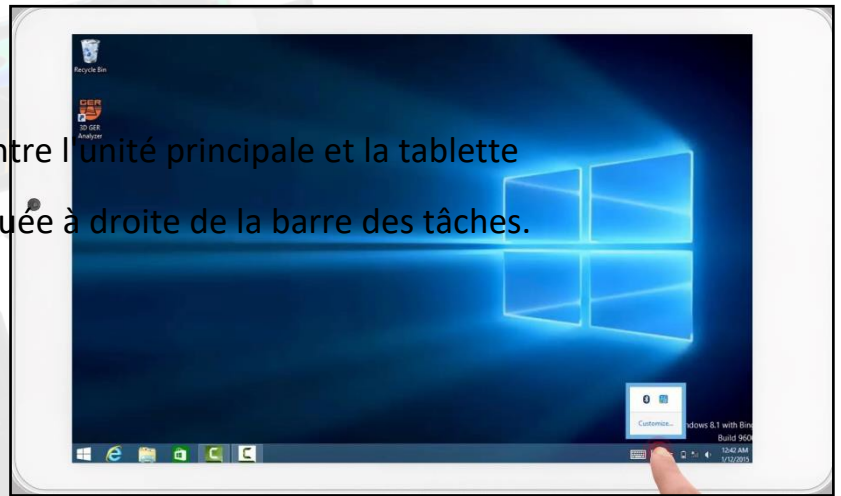 Recycle Bin
GER
3D GER
Analyzer
ntre l'unité principale et la tablette
uée à droite de la barre des tâches.
Customize...
ndows 8.1 with Bin
Build 960
12:42 AM
1/12/2015